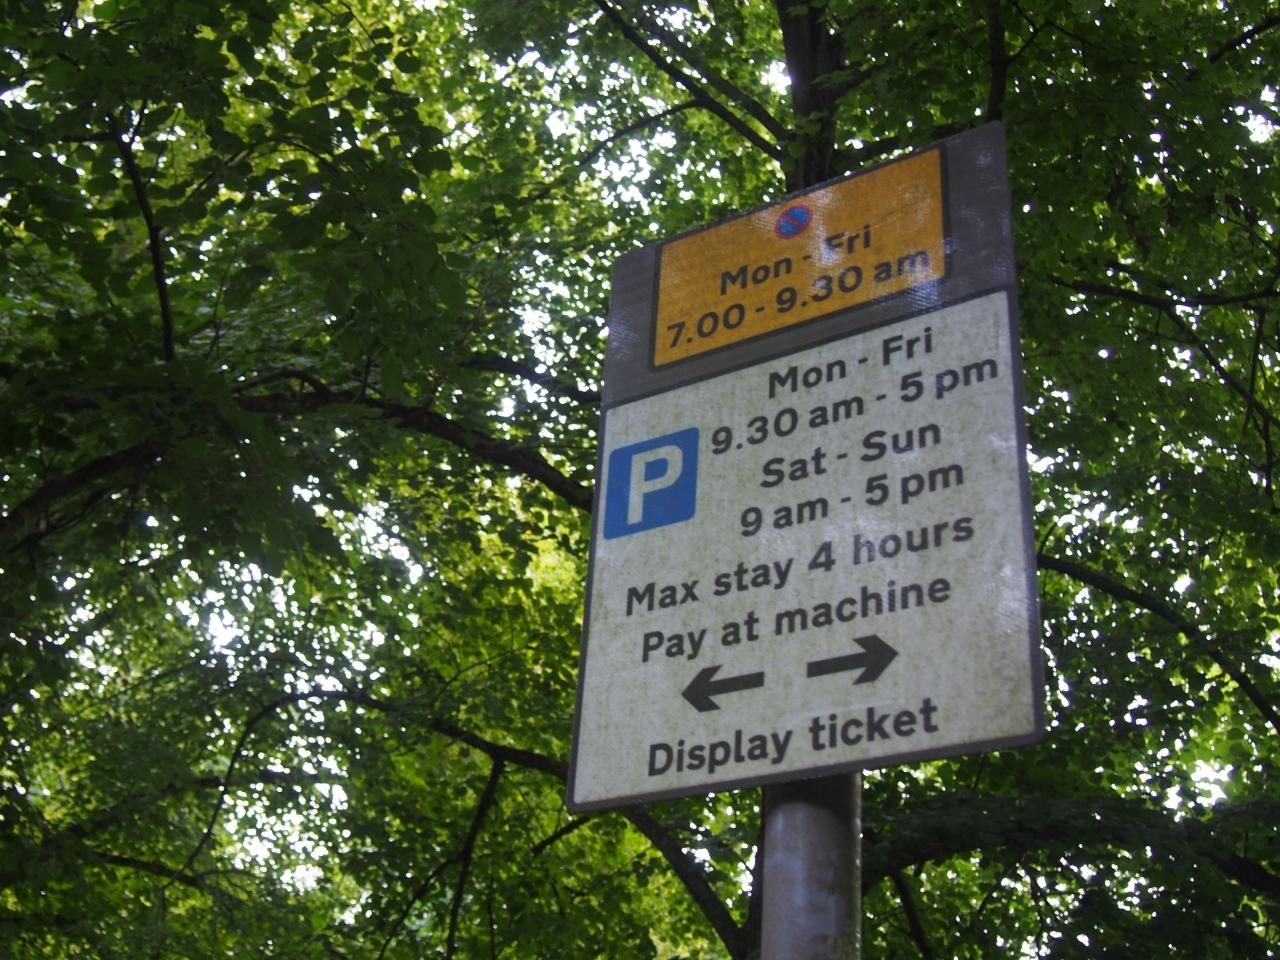 Mon - Fri
7.00 - 9.30 am
Mon - Fri
9.30 am - 5 pm
P
Sat - Sun
9 am - 5 pm
Max stay 4 hours
Pay at machine
Display ticket